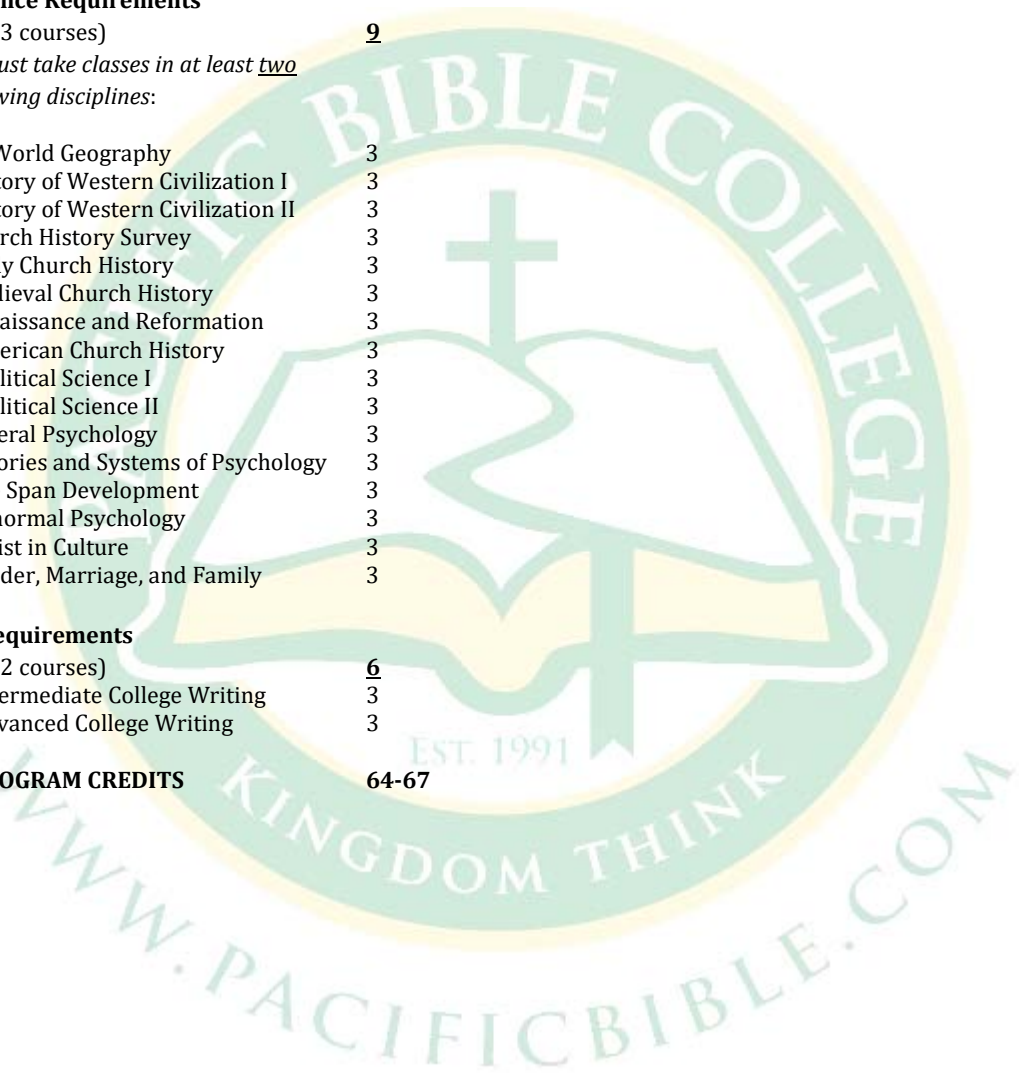 nce Requirements
3 courses) 9
ust take classes in at least two
wing disciplines:
World Geography 3
tory of Western Civilization I 3
tory of Western Civilization II 3
rch History Survey 3
ly Church History 3
dieval Church History 3
aissance and Reformation 3
erican Church History 3
litical Science I 3
litical Science II 3
eral Psychology 3
ories and Systems of Psychology 3
Span Development 3
normal Psychology 3
ist in Culture 3
der, Marriage, and Family 3
equirements
2 courses) 6
termediate College Writing 3
vanced College Writing 3
OGRAM CREDITS 64-67
PACIFIC BIBLE COLLEGE
EST. 1991
KINGDOM THINK
WWW.PACIFICBIBLE.COM